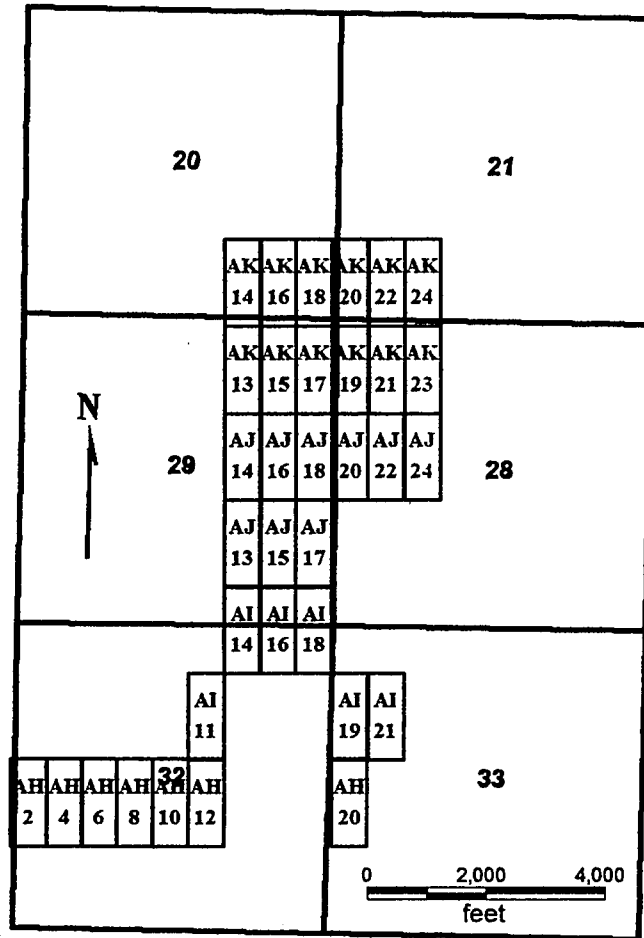 20
21
AK AK AK AK AK AK
14 16 18 20 22 24
AK AK AK AK AK AK
13 15 17 19 21 23
N
AJ AJ AJ AJ AJ AJ
14 16 18 20 22 24
29
28
AJ AJ AJ
13 15 17
AI AI AI
14 16 18
AI AI AI
11 19 21
32
33
AH AH AH AH AH AH AH
2 4 6 8 10 12 20
0 2,000 4,000
feet